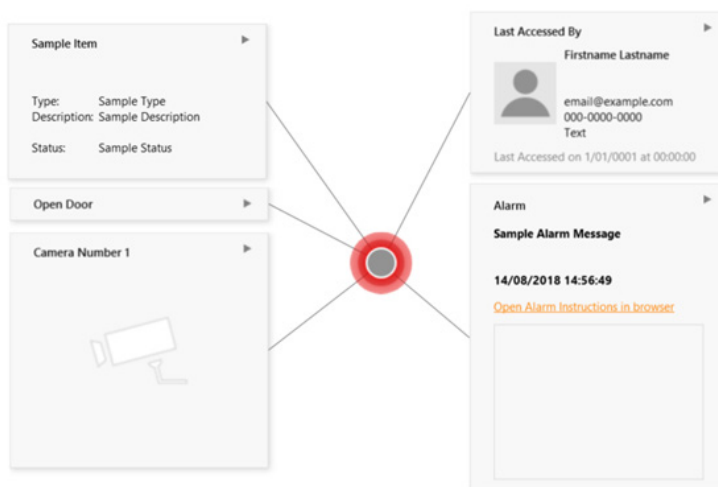 Sample Item
Type: Sample Type
Description: Sample Description
Status: Sample Status
Open Door
Camera Number 1
Last Accessed By
Firstname Lastname
email@example.com
000-0000-0000
Text
Last Accessed on 1/01/0001 at 00:00:00
Alarm
Sample Alarm Message
14/08/2018 14:56:49
Open Alarm Instructions in browser